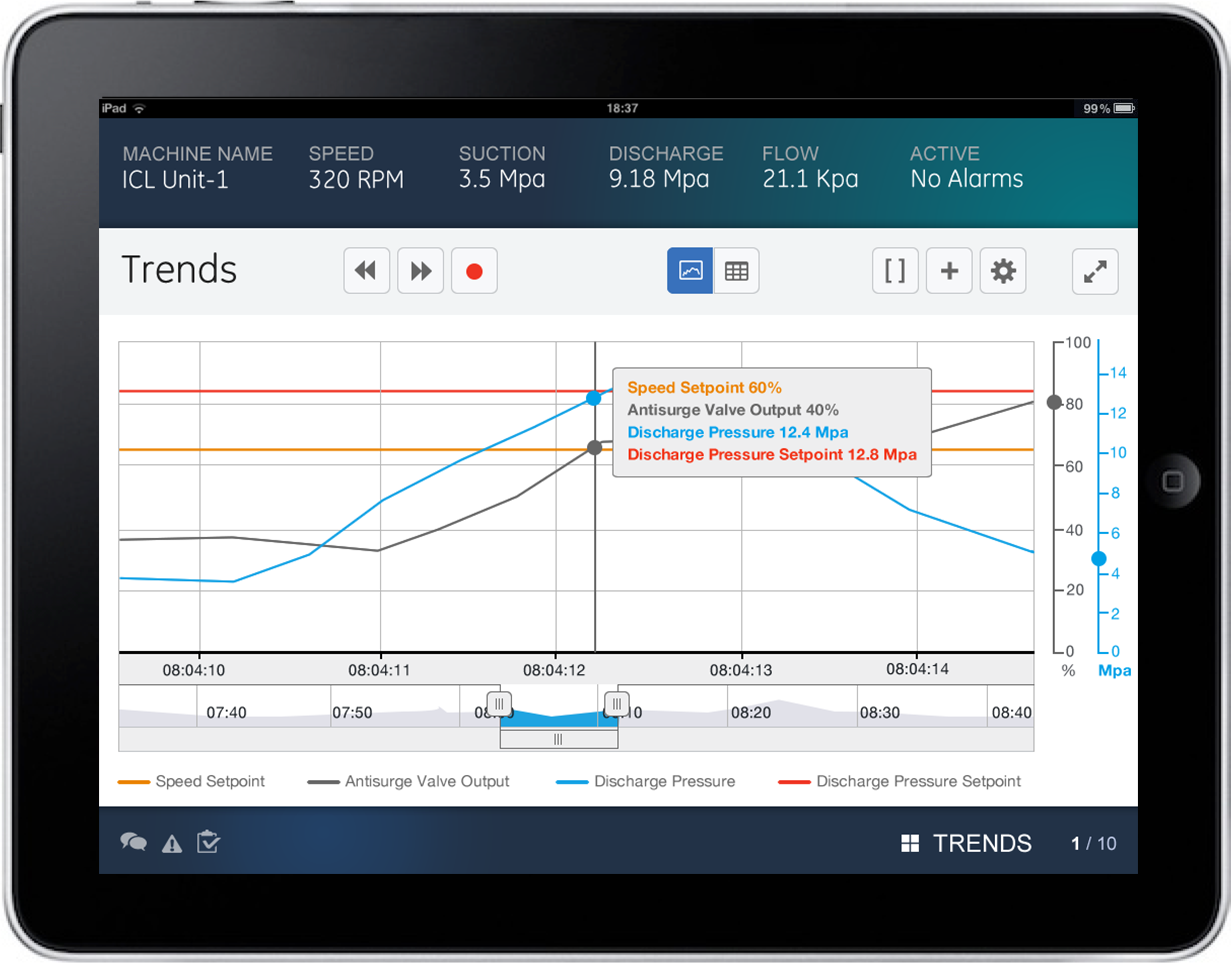 iPad
18:37
99%
MACHINE NAME
ICL Unit-1
SPEED
320 RPM
SUCTION
3.5 Mpa
DISCHARGE
9.18 Mpa
FLOW
21.1 Kpa
ACTIVE
No Alarms
Trends
[ ]
+
Speed Setpoint 60%
Antisurge Valve Output 40%
Discharge Pressure 12.4 Mpa
Discharge Pressure Setpoint 12.8 Mpa
100
80
60
40
20
0
%
14
12
10
8
6
4
2
0
Mpa
08:04:10 08:04:11 08:04:12 08:04:13 08:04:14
07:40 07:50 08:20 08:30 08:40
Speed Setpoint Antisurge Valve Output Discharge Pressure Discharge Pressure Setpoint
TRENDS 1 / 10